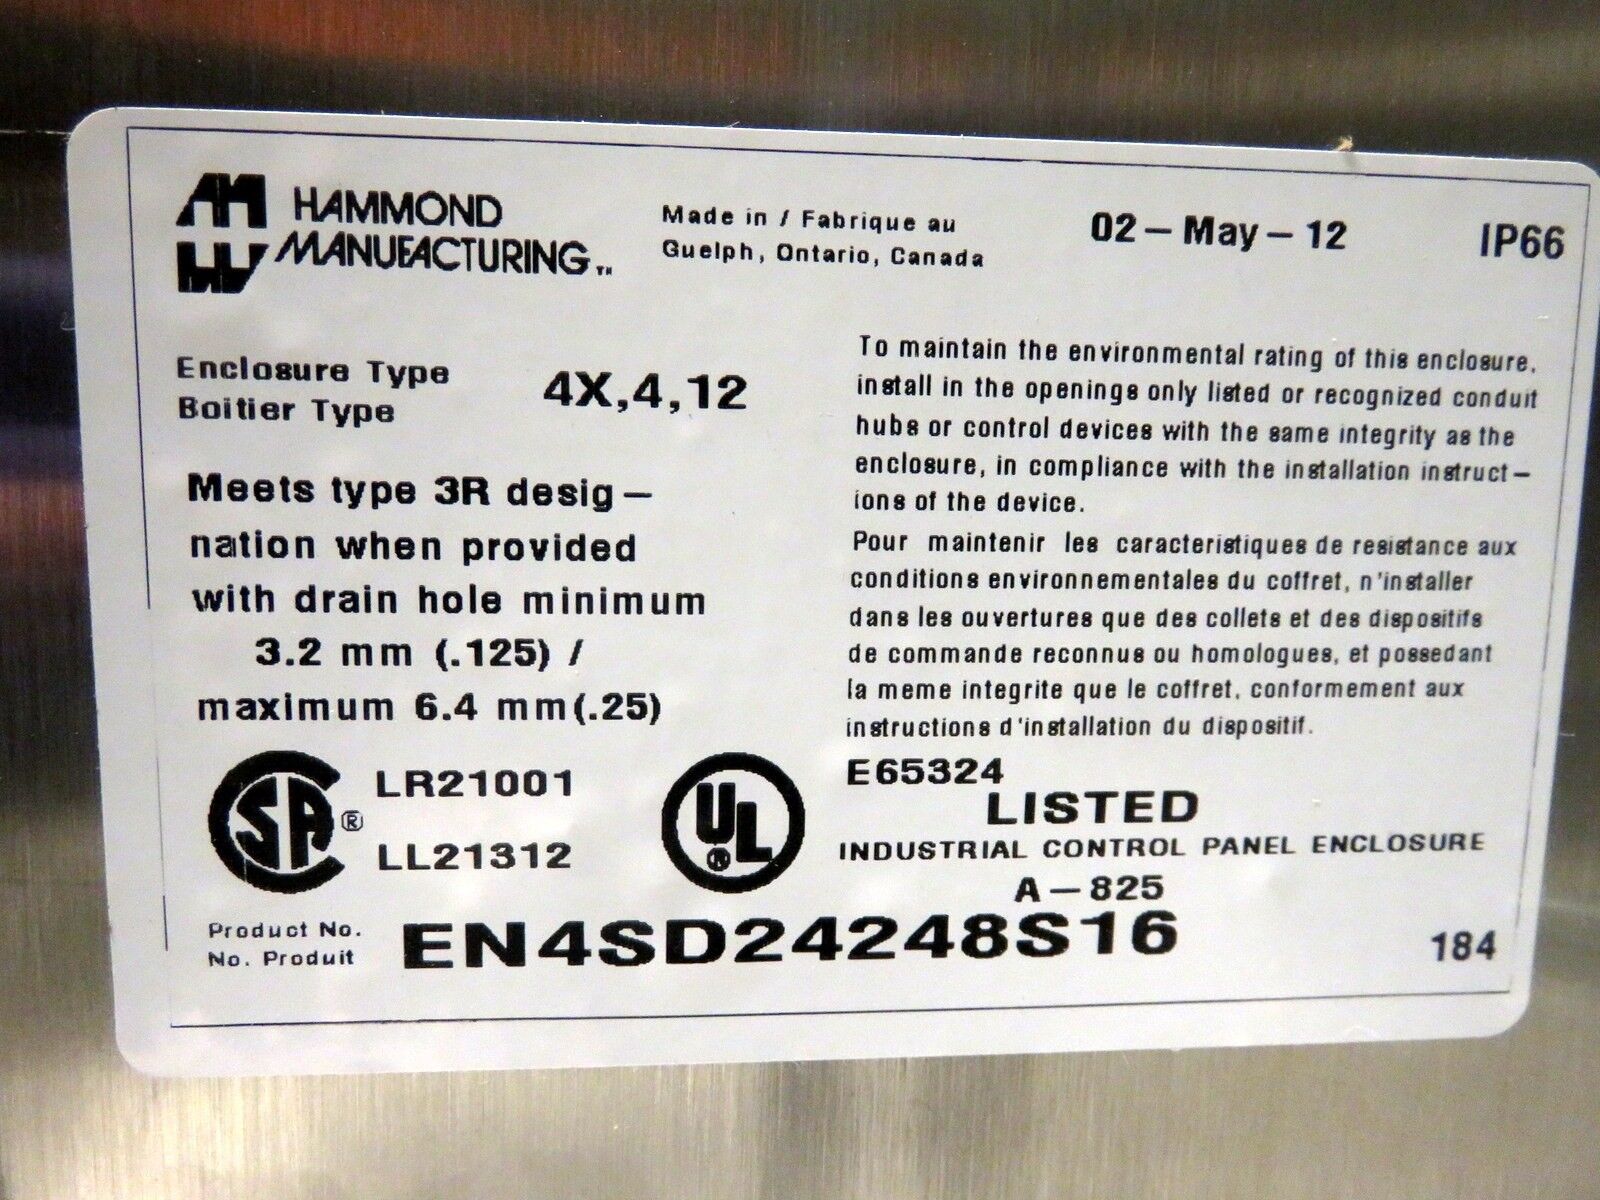 HAMMOND
MANUFACTURING™
Made in / Fabrique au
Guelph, Ontario, Canada
02-May-12
IP66
Enclosure Type
Boitier Type
4X,4,12
Meets type 3R desig-
nation when provided
with drain hole minimum
3.2 mm (.125) /
maximum 6.4 mm(.25)
To maintain the environmental rating of this enclosure,
install in the openings only listed or recognized conduit
hubs or control devices with the same integrity as the
enclosure, in compliance with the installation instruct-
ions of the device.
Pour maintenir les caracteristiques de resistance aux
conditions environnementales du coffret, n'installer
dans les ouvertures que des collets et des dispositifs
de commande reconnus ou homologues, et possedant
la meme integrite que le coffret, conformement aux
instructions d'installation du dispositif.
SA®
LR21001
LL21312
UL®
E65324
LISTED
INDUSTRIAL CONTROL PANEL ENCLOSURE
A-825
Product No.
No. Produit
EN4SD24248S16
184